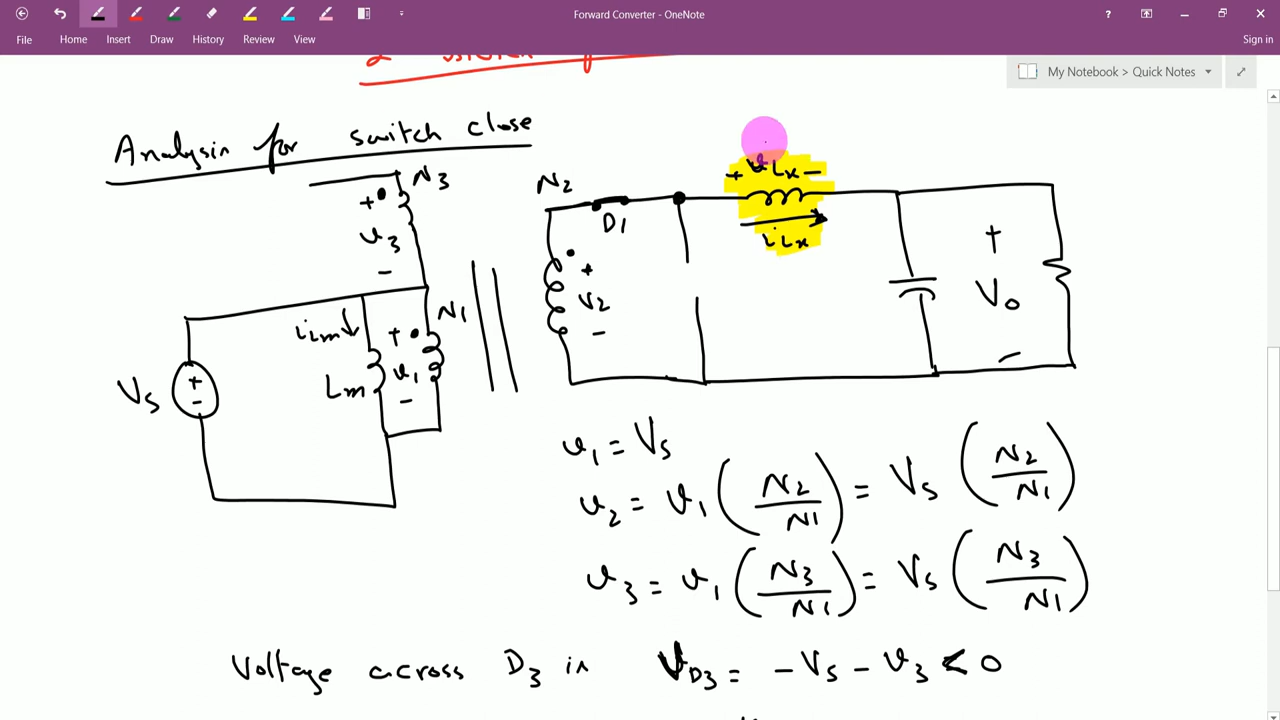 Forward Converter - OneNote
File
Home
Insert
Draw
History
Review
View
Sign in
My Notebook > Quick Notes
2
Analysis for switch close
N3
+
v3
-
N2
D1
+ vLx -
iLx
+
v2
-
+
Vo
-
N1
iLm
Lm
+
v1
-
Vs
+
-
v1 = Vs
v2 = v1 (N2/N1) = Vs (N2/N1)
v3 = v1 (N3/N1) = Vs (N3/N1)
Voltage across D3 is VD3 = -Vs - v3 < 0